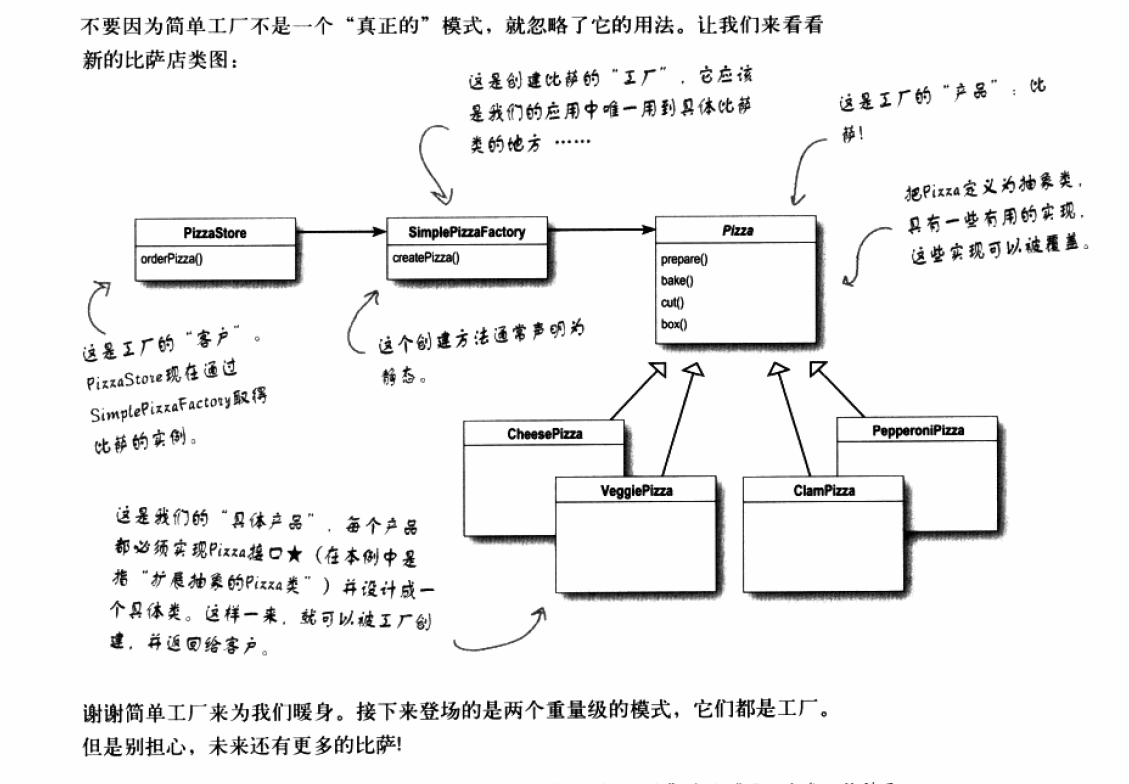 不要因为简单工厂不是一个“真正的”模式，就忽略了它的用法。让我们来看看
新的比萨店类图：
这是创建比萨的“工厂”，它应该
是我们的应用中唯一用到具体比萨
类的地方……
这是工厂的“产品”：比
萨！
把Pizza定义为抽象类，
具有一些有用的实现，
这些实现可以被覆盖。
PizzaStore
orderPizza()
SimplePizzaFactory
createPizza()
Pizza
prepare()
bake()
cut()
box()
这是工厂的“客户”。
PizzaStore现在通过
SimplePizzaFactory取得
比萨的实例。
这个创建方法通常声明为
静态。
CheesePizza
VeggiePizza
ClamPizza
PepperoniPizza
这是我们的“具体产品”，每个产品
都必须实现Pizza接口★（在本例中是
指“扩展抽象的Pizza类”）并设计成一
个具体类。这样一来，就可以被工厂创
建，并返回给客户。
谢谢简单工厂来为我们暖身。接下来登场的是两个重量级的模式，它们都是工厂。
但是别担心，未来还有更多的比萨!